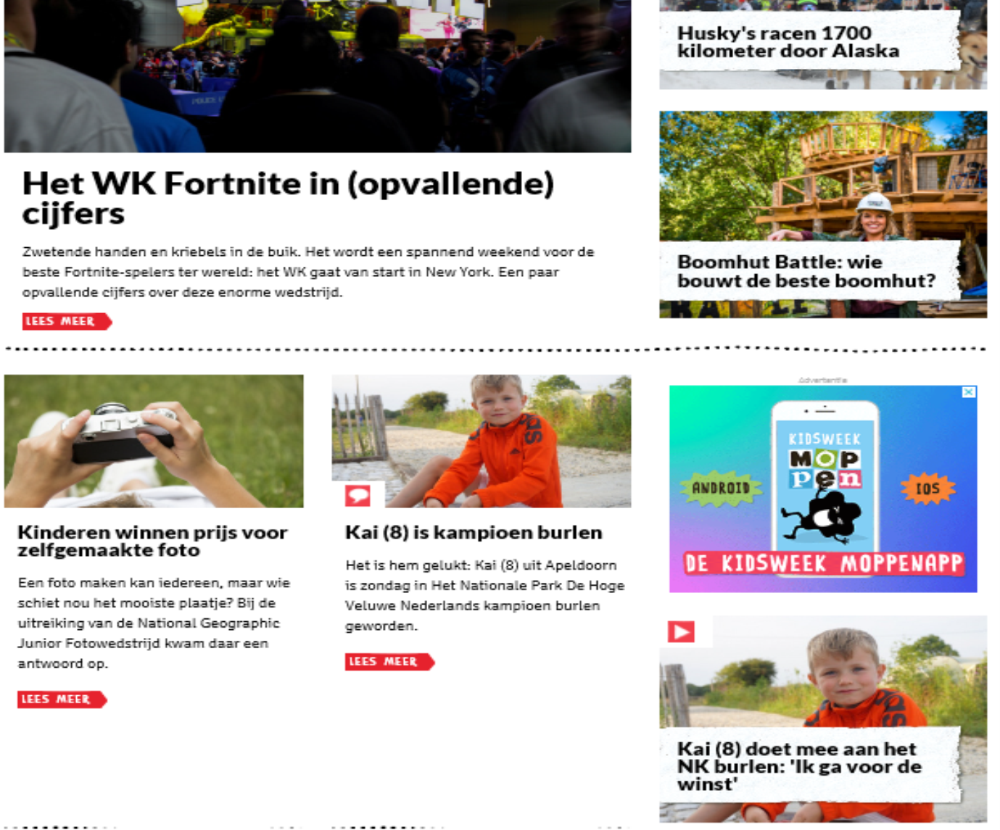 Husky's racen 1700
kilometer door Alaska
Het WK Fortnite in (opvallende)
cijfers
Zwetende handen en kriebels in de buik. Het wordt een spannend weekend voor de
beste Fortnite-spelers ter wereld: het WK gaat van start in New York. Een paar
opvallende cijfers over deze enorme wedstrijd.
LEES MEER
Boomhut Battle: wie
bouwt de beste boomhut?
Kinderen winnen prijs voor
zelfgemaakte foto
Een foto maken kan iedereen, maar wie
schiet nou het mooiste plaatje? Bij de
uitreiking van de National Geographic
Junior Fotowedstrijd kwam daar een
antwoord op.
LEES MEER
Kai (8) is kampioen burlen
Het is hem gelukt: Kai (8) uit Apeldoorn
is zondag in Het Nationale Park De Hoge
Veluwe Nederlands kampioen burlen
geworden.
LEES MEER
Advertentie
KIDSWEEK
MOP
pen
ANDROID
IOS
DE KIDSWEEK MOPPENAPP
Kai (8) doet mee aan het
NK burlen: 'Ik ga voor de
winst'